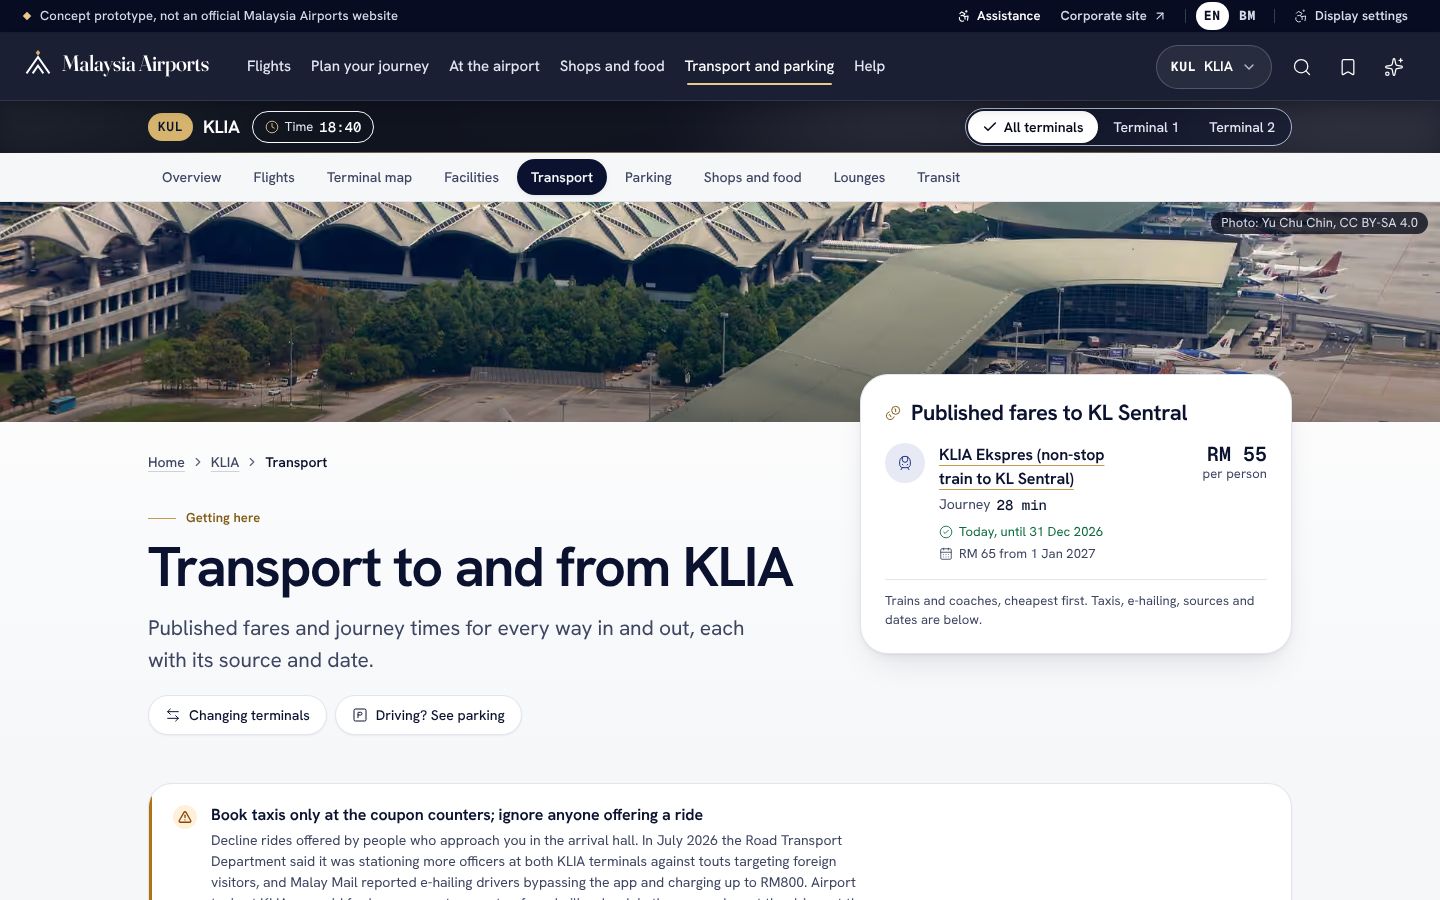 Concept prototype, not an official Malaysia Airports website
Assistance
Corporate site
EN
BM
Display settings
Malaysia Airports
Flights
Plan your journey
At the airport
Shops and food
Transport and parking
Help
KUL KLIA
KUL
KLIA
Time 18:40
All terminals
Terminal 1
Terminal 2
Overview
Flights
Terminal map
Facilities
Transport
Parking
Shops and food
Lounges
Transit
Photo: Yu Chu Chin, CC BY-SA 4.0
Home
KLIA
Transport
Getting here
Transport to and from KLIA
Published fares and journey times for every way in and out, each
with its source and date.
Changing terminals
Driving? See parking
Published fares to KL Sentral
KLIA Ekspres (non-stop
train to KL Sentral)
RM 55
per person
Journey 28 min
Today, until 31 Dec 2026
RM 65 from 1 Jan 2027
Trains and coaches, cheapest first. Taxis, e-hailing, sources and
dates are below.
Book taxis only at the coupon counters; ignore anyone offering a ride
Decline rides offered by people who approach you in the arrival hall. In July 2026 the Road Transport
Department said it was stationing more officers at both KLIA terminals against touts targeting foreign
visitors, and Malay Mail reported e-hailing drivers bypassing the app and charging up to RM800. Airport